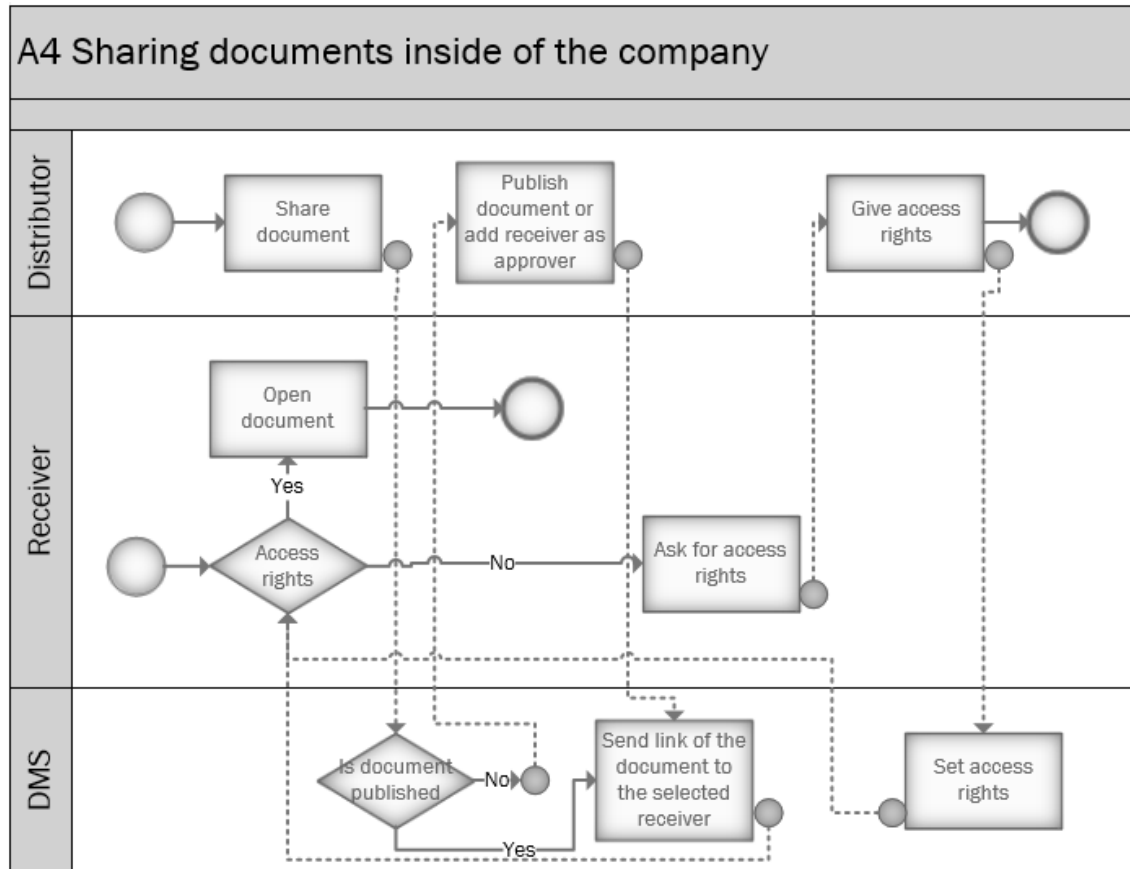 A4 Sharing documents inside of the company
Distributor
Share
document
Publish
document or
add receiver as
approver
Give access
rights
Receiver
Open
document
Yes
Access
rights
No
Ask for access
rights
DMS
Is document
published
No
Yes
Send link of the
document to
the selected
receiver
Set access
rights